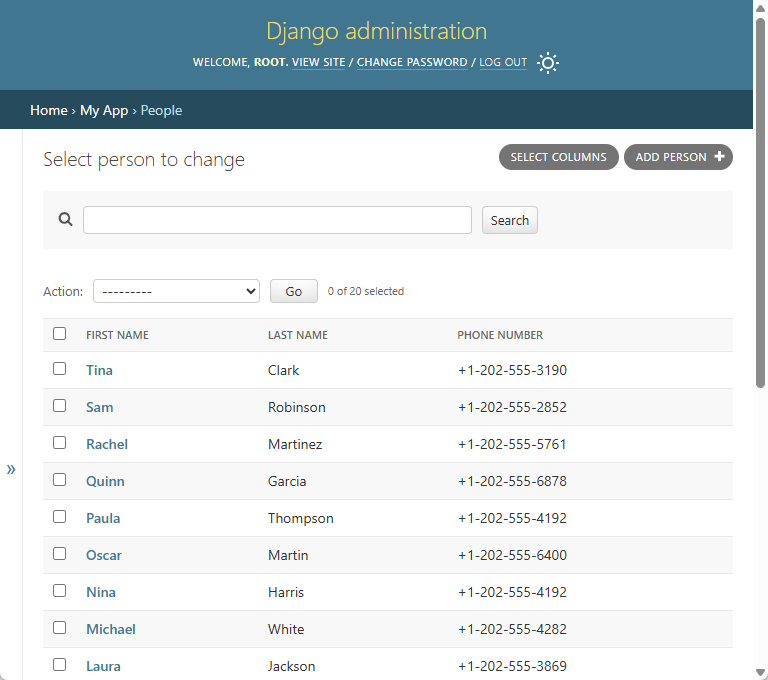 Django administration
WELCOME, ROOT. VIEW SITE / CHANGE PASSWORD / LOG OUT
Home › My App › People
Select person to change
SELECT COLUMNS
ADD PERSON +
Search
Action: --------- Go 0 of 20 selected
FIRST NAME LAST NAME PHONE NUMBER
Tina Clark +1-202-555-3190
Sam Robinson +1-202-555-2852
Rachel Martinez +1-202-555-5761
Quinn Garcia +1-202-555-6878
»
Paula Thompson +1-202-555-4192
Oscar Martin +1-202-555-6400
Nina Harris +1-202-555-4192
Michael White +1-202-555-4282
Laura Jackson +1-202-555-3869